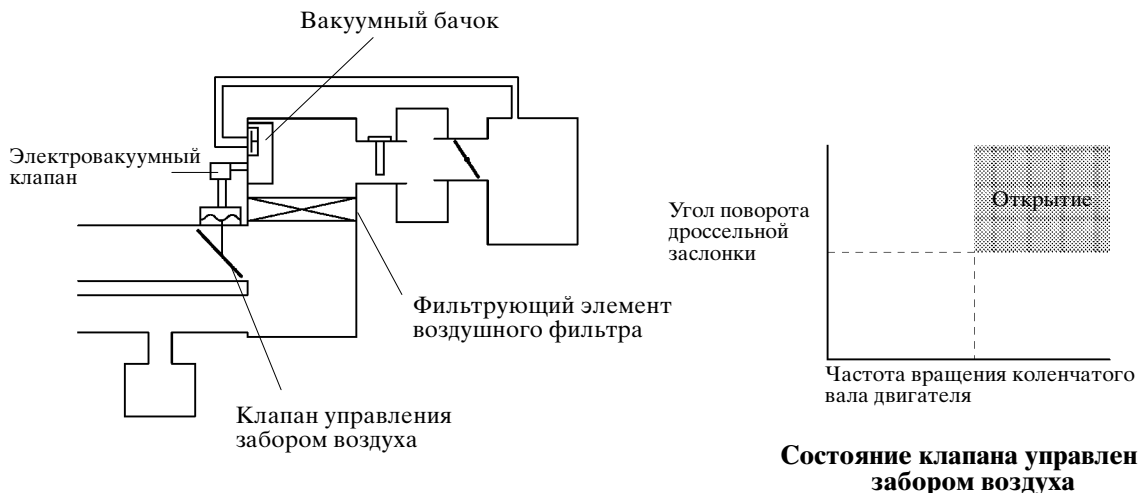 Вакуумный бачок
Электровакуумный
клапан
Фильтрующий элемент
воздушного фильтра
Клапан управления
забором воздуха
Угол поворота
дроссельной
заслонки
Открытие
Частота вращения коленчатого
вала двигателя
Состояние клапана управлен
забором воздуха